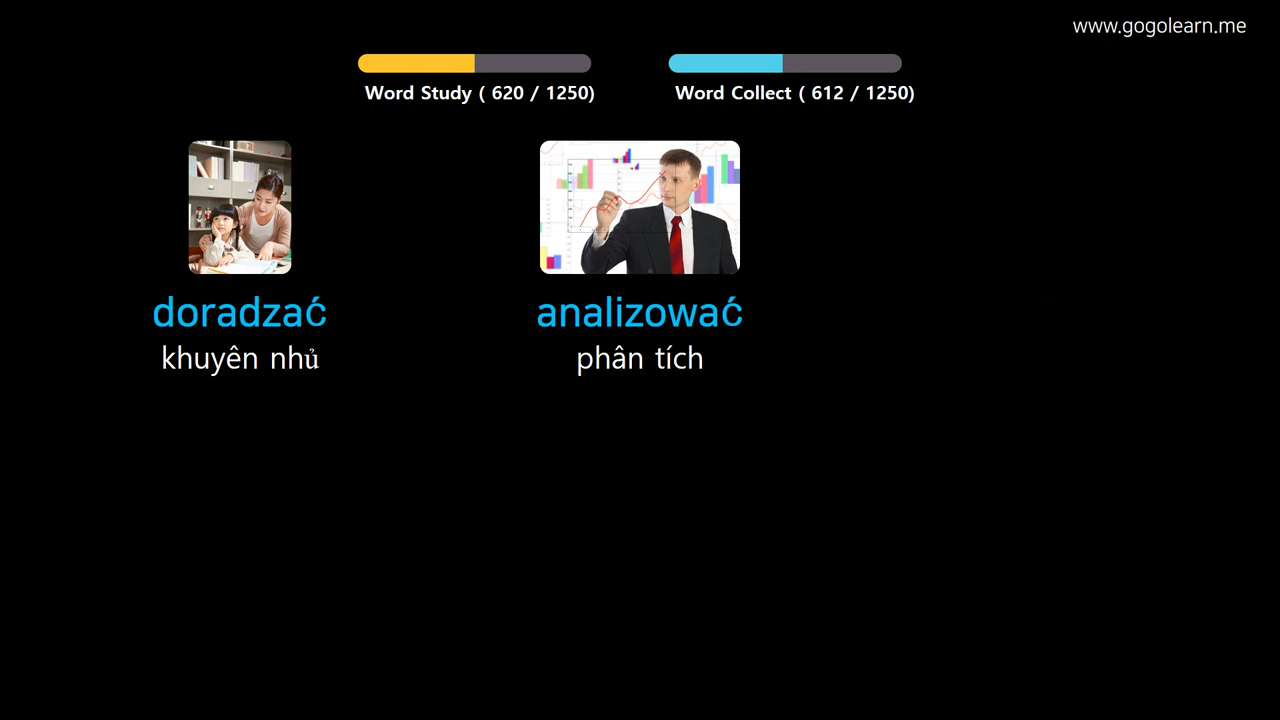 www.gogolearn.me
Word Study ( 620 / 1250)
Word Collect ( 612 / 1250)
doradzać
khuyên nhủ
analizować
phân tích